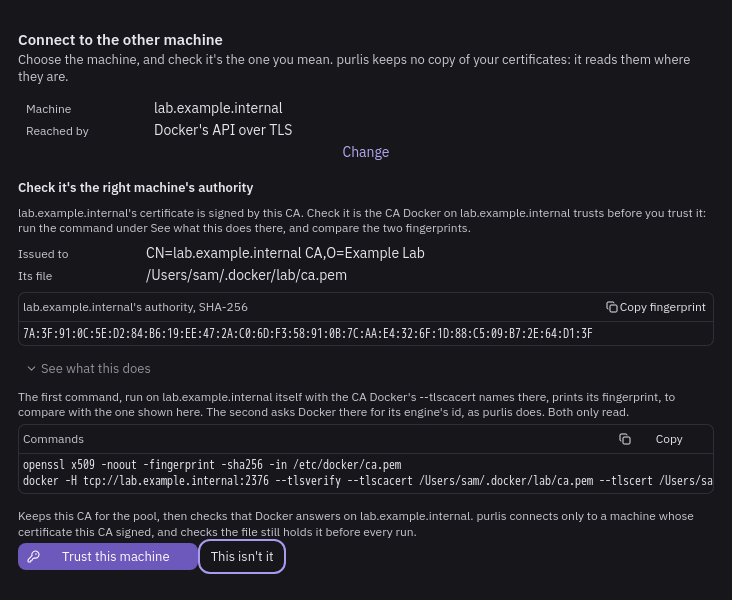 Connect to the other machine
Choose the machine, and check it's the one you mean. purlis keeps no copy of your certificates: it reads them where
they are.
Machine lab.example.internal
Reached by Docker's API over TLS
Change
Check it's the right machine's authority
lab.example.internal's certificate is signed by this CA. Check it is the CA Docker on lab.example.internal trusts before you trust it:
run the command under See what this does there, and compare the two fingerprints.
Issued to CN=lab.example.internal CA,O=Example Lab
Its file /Users/sam/.docker/lab/ca.pem
lab.example.internal's authority, SHA-256 Copy fingerprint
7A:3F:91:0C:5E:D2:84:B6:19:EE:47:2A:C0:6D:F3:58:91:0B:7C:AA:E4:32:6F:1D:88:C5:09:B7:2E:64:D1:3F
See what this does
The first command, run on lab.example.internal itself with the CA Docker's --tlscacert names there, prints its fingerprint, to
compare with the one shown here. The second asks Docker there for its engine's id, as purlis does. Both only read.
Commands Copy
openssl x509 -noout -fingerprint -sha256 -in /etc/docker/ca.pem
docker -H tcp://lab.example.internal:2376 --tlsverify --tlscacert /Users/sam/.docker/lab/ca.pem --tlscert /Users/sa
Keeps this CA for the pool, then checks that Docker answers on lab.example.internal. purlis connects only to a machine whose
certificate this CA signed, and checks the file still holds it before every run.
Trust this machine This isn't it